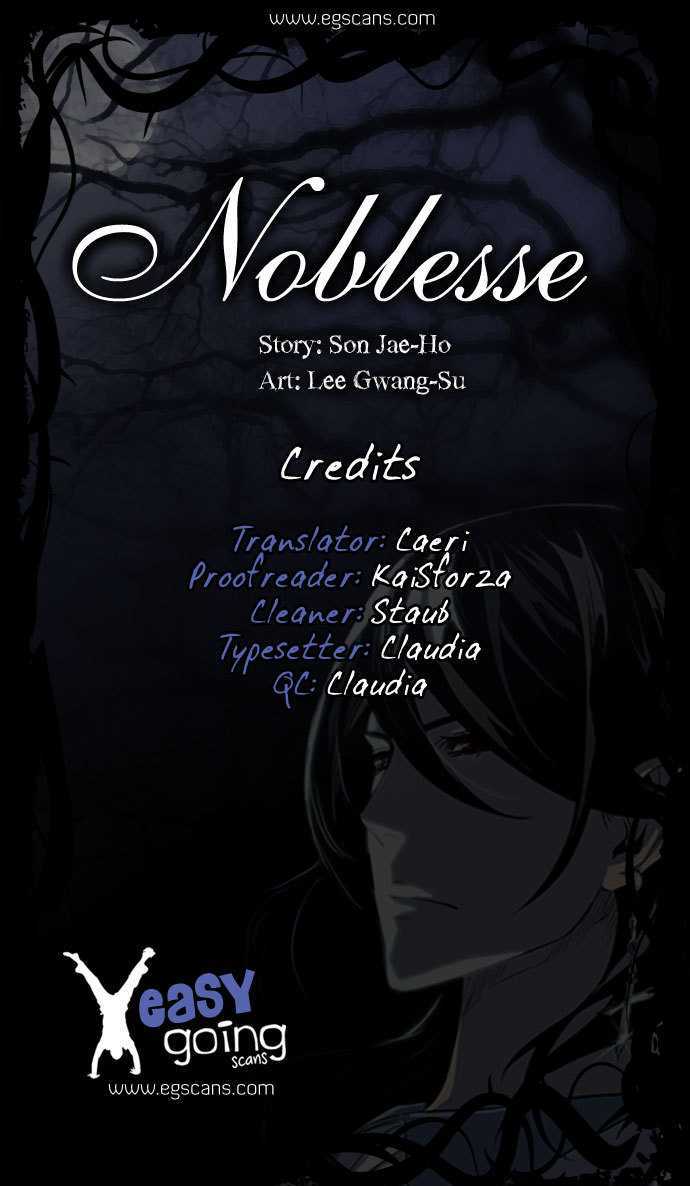 www.egscans.com
Noblesse
Story: Son Jae-Ho
Art: Lee Gwang-Su
Credits
Translator: Caeri
Proofreader: KaiSforza
Cleaner: Staub
Typesetter: Claudia
QC: Claudia
easy
going
scans
www.egscans.com